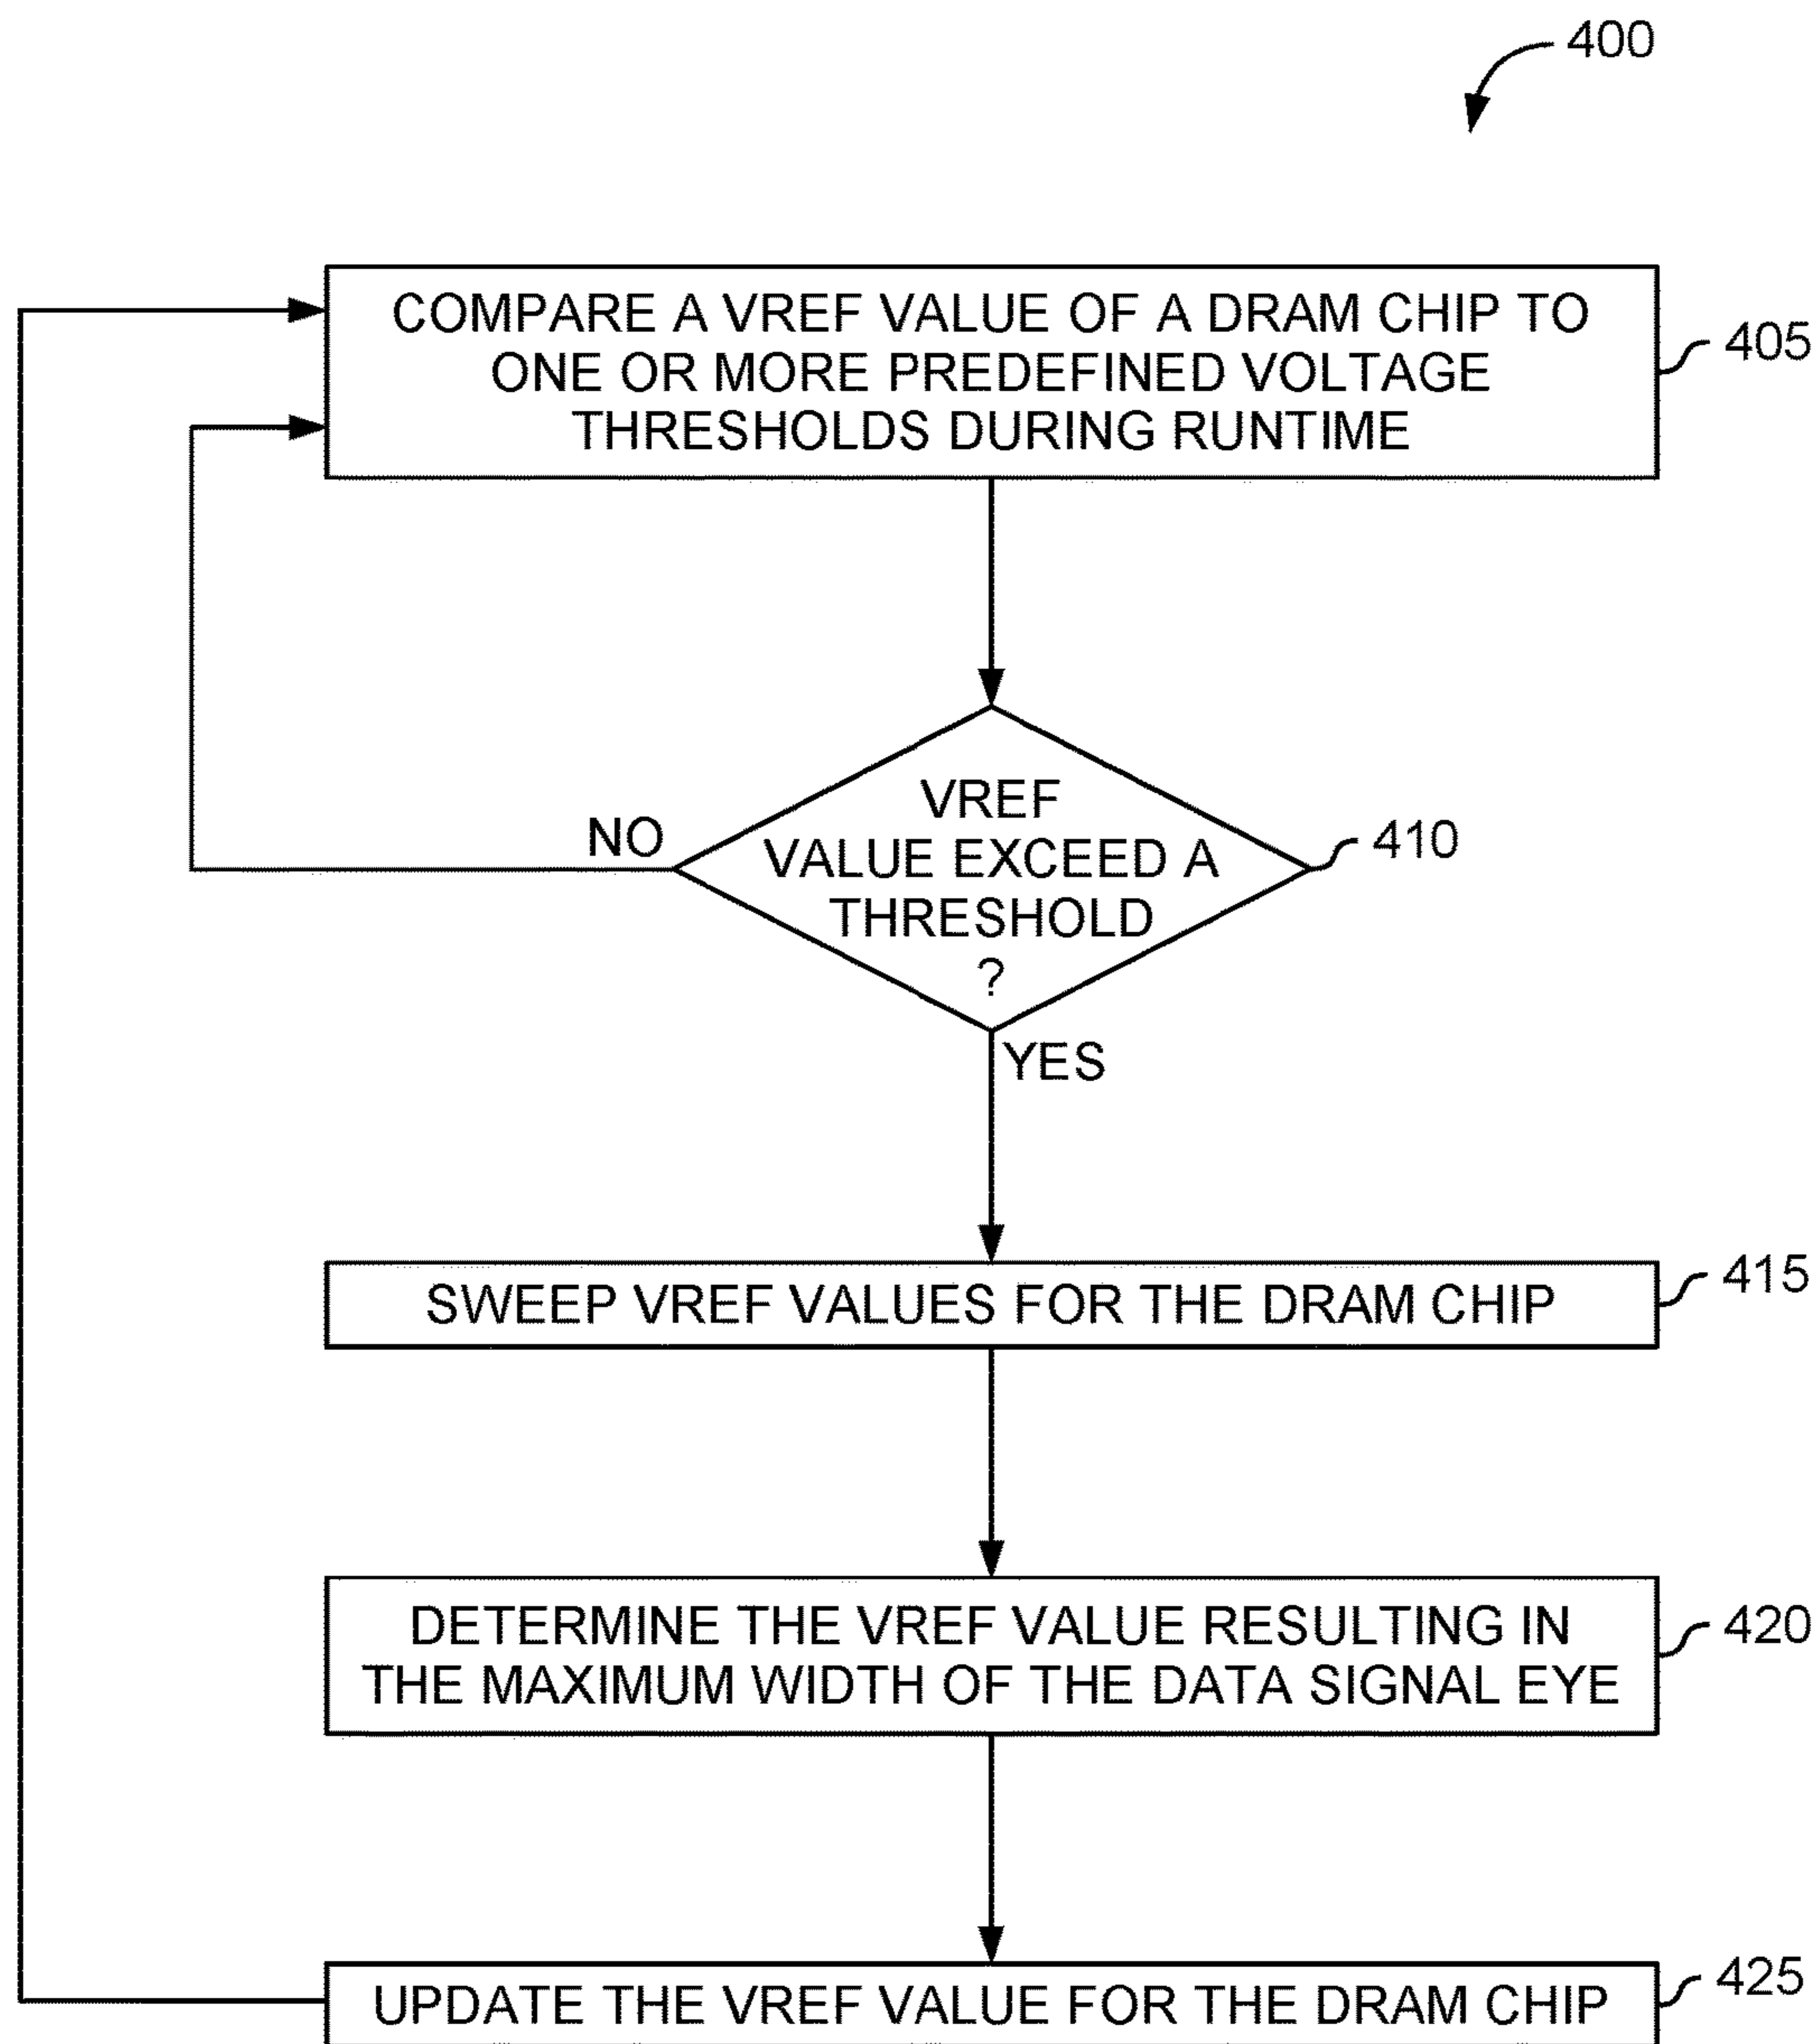 400
COMPARE A VREF VALUE OF A DRAM CHIP TO
ONE OR MORE PREDEFINED VOLTAGE
THRESHOLDS DURING RUNTIME
405
VREF
VALUE EXCEED A
THRESHOLD
?
410
NO
YES
SWEEP VREF VALUES FOR THE DRAM CHIP
415
DETERMINE THE VREF VALUE RESULTING IN
THE MAXIMUM WIDTH OF THE DATA SIGNAL EYE
420
UPDATE THE VREF VALUE FOR THE DRAM CHIP
425